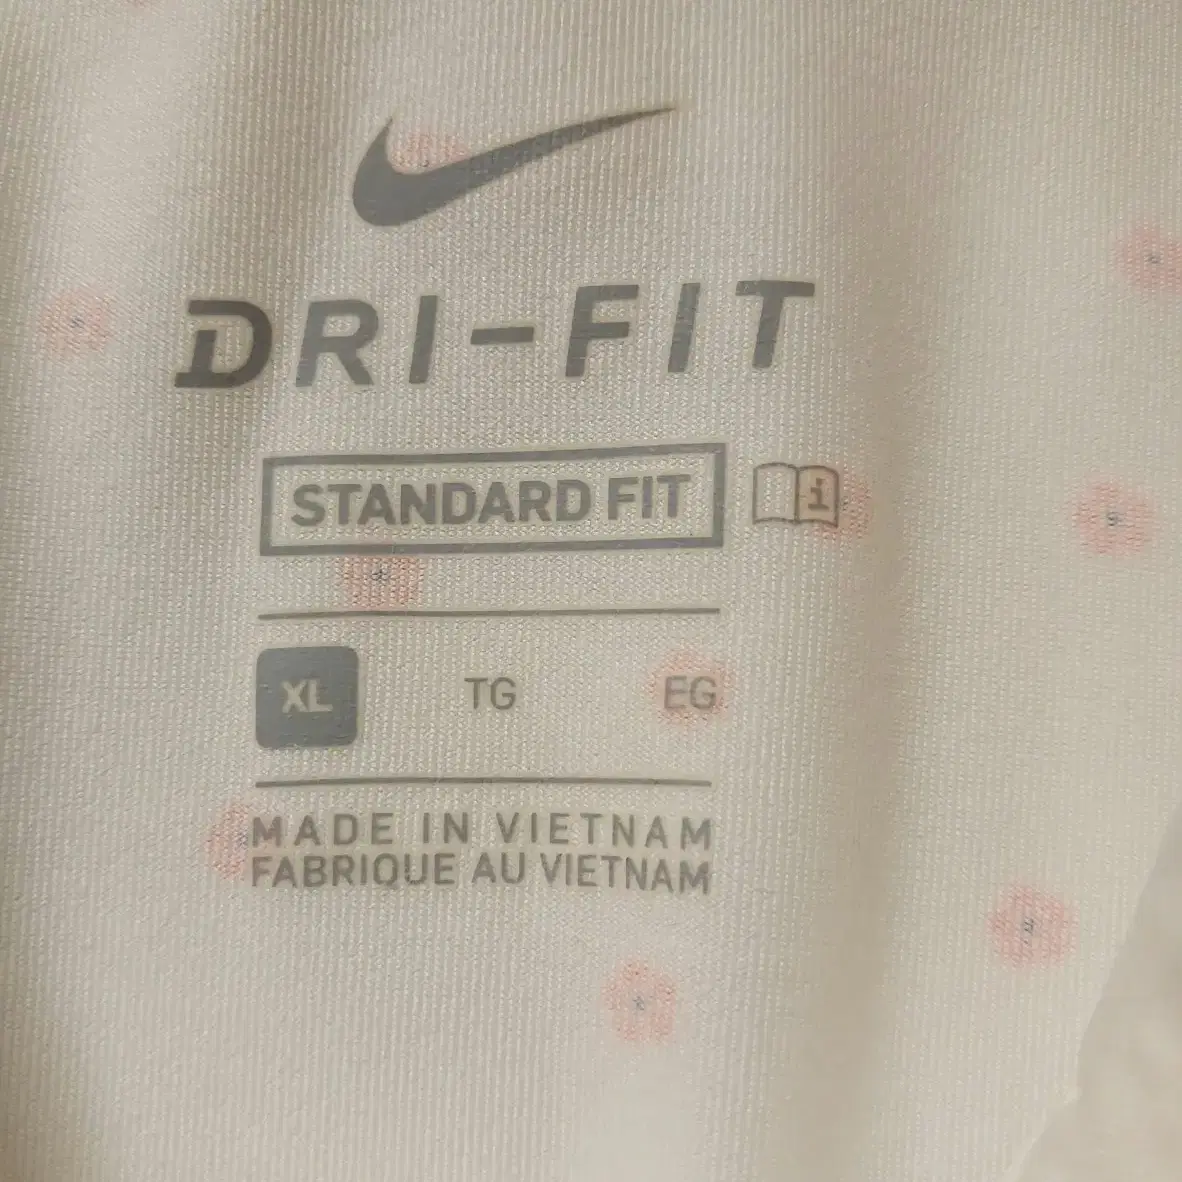 DRI-FIT
STANDARD FIT i
XL TG EG
MADE IN VIETNAM
FABRIQUE AU VIETNAM